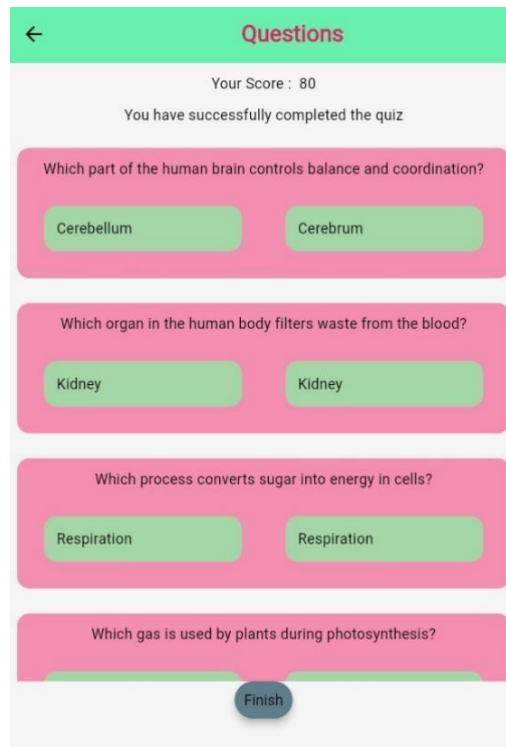 Questions
Your Score : 80
You have successfully completed the quiz
Which part of the human brain controls balance and coordination?
Cerebellum Cerebrum
Which organ in the human body filters waste from the blood?
Kidney Kidney
Which process converts sugar into energy in cells?
Respiration Respiration
Which gas is used by plants during photosynthesis?
Finish